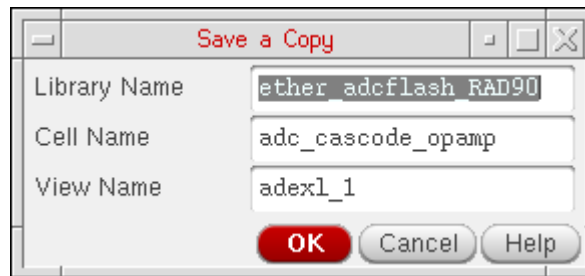 Save a Copy
Library Name ether_adcflash_RAD90
Cell Name adc_cascode_opamp
View Name adexl_1
OK Cancel Help